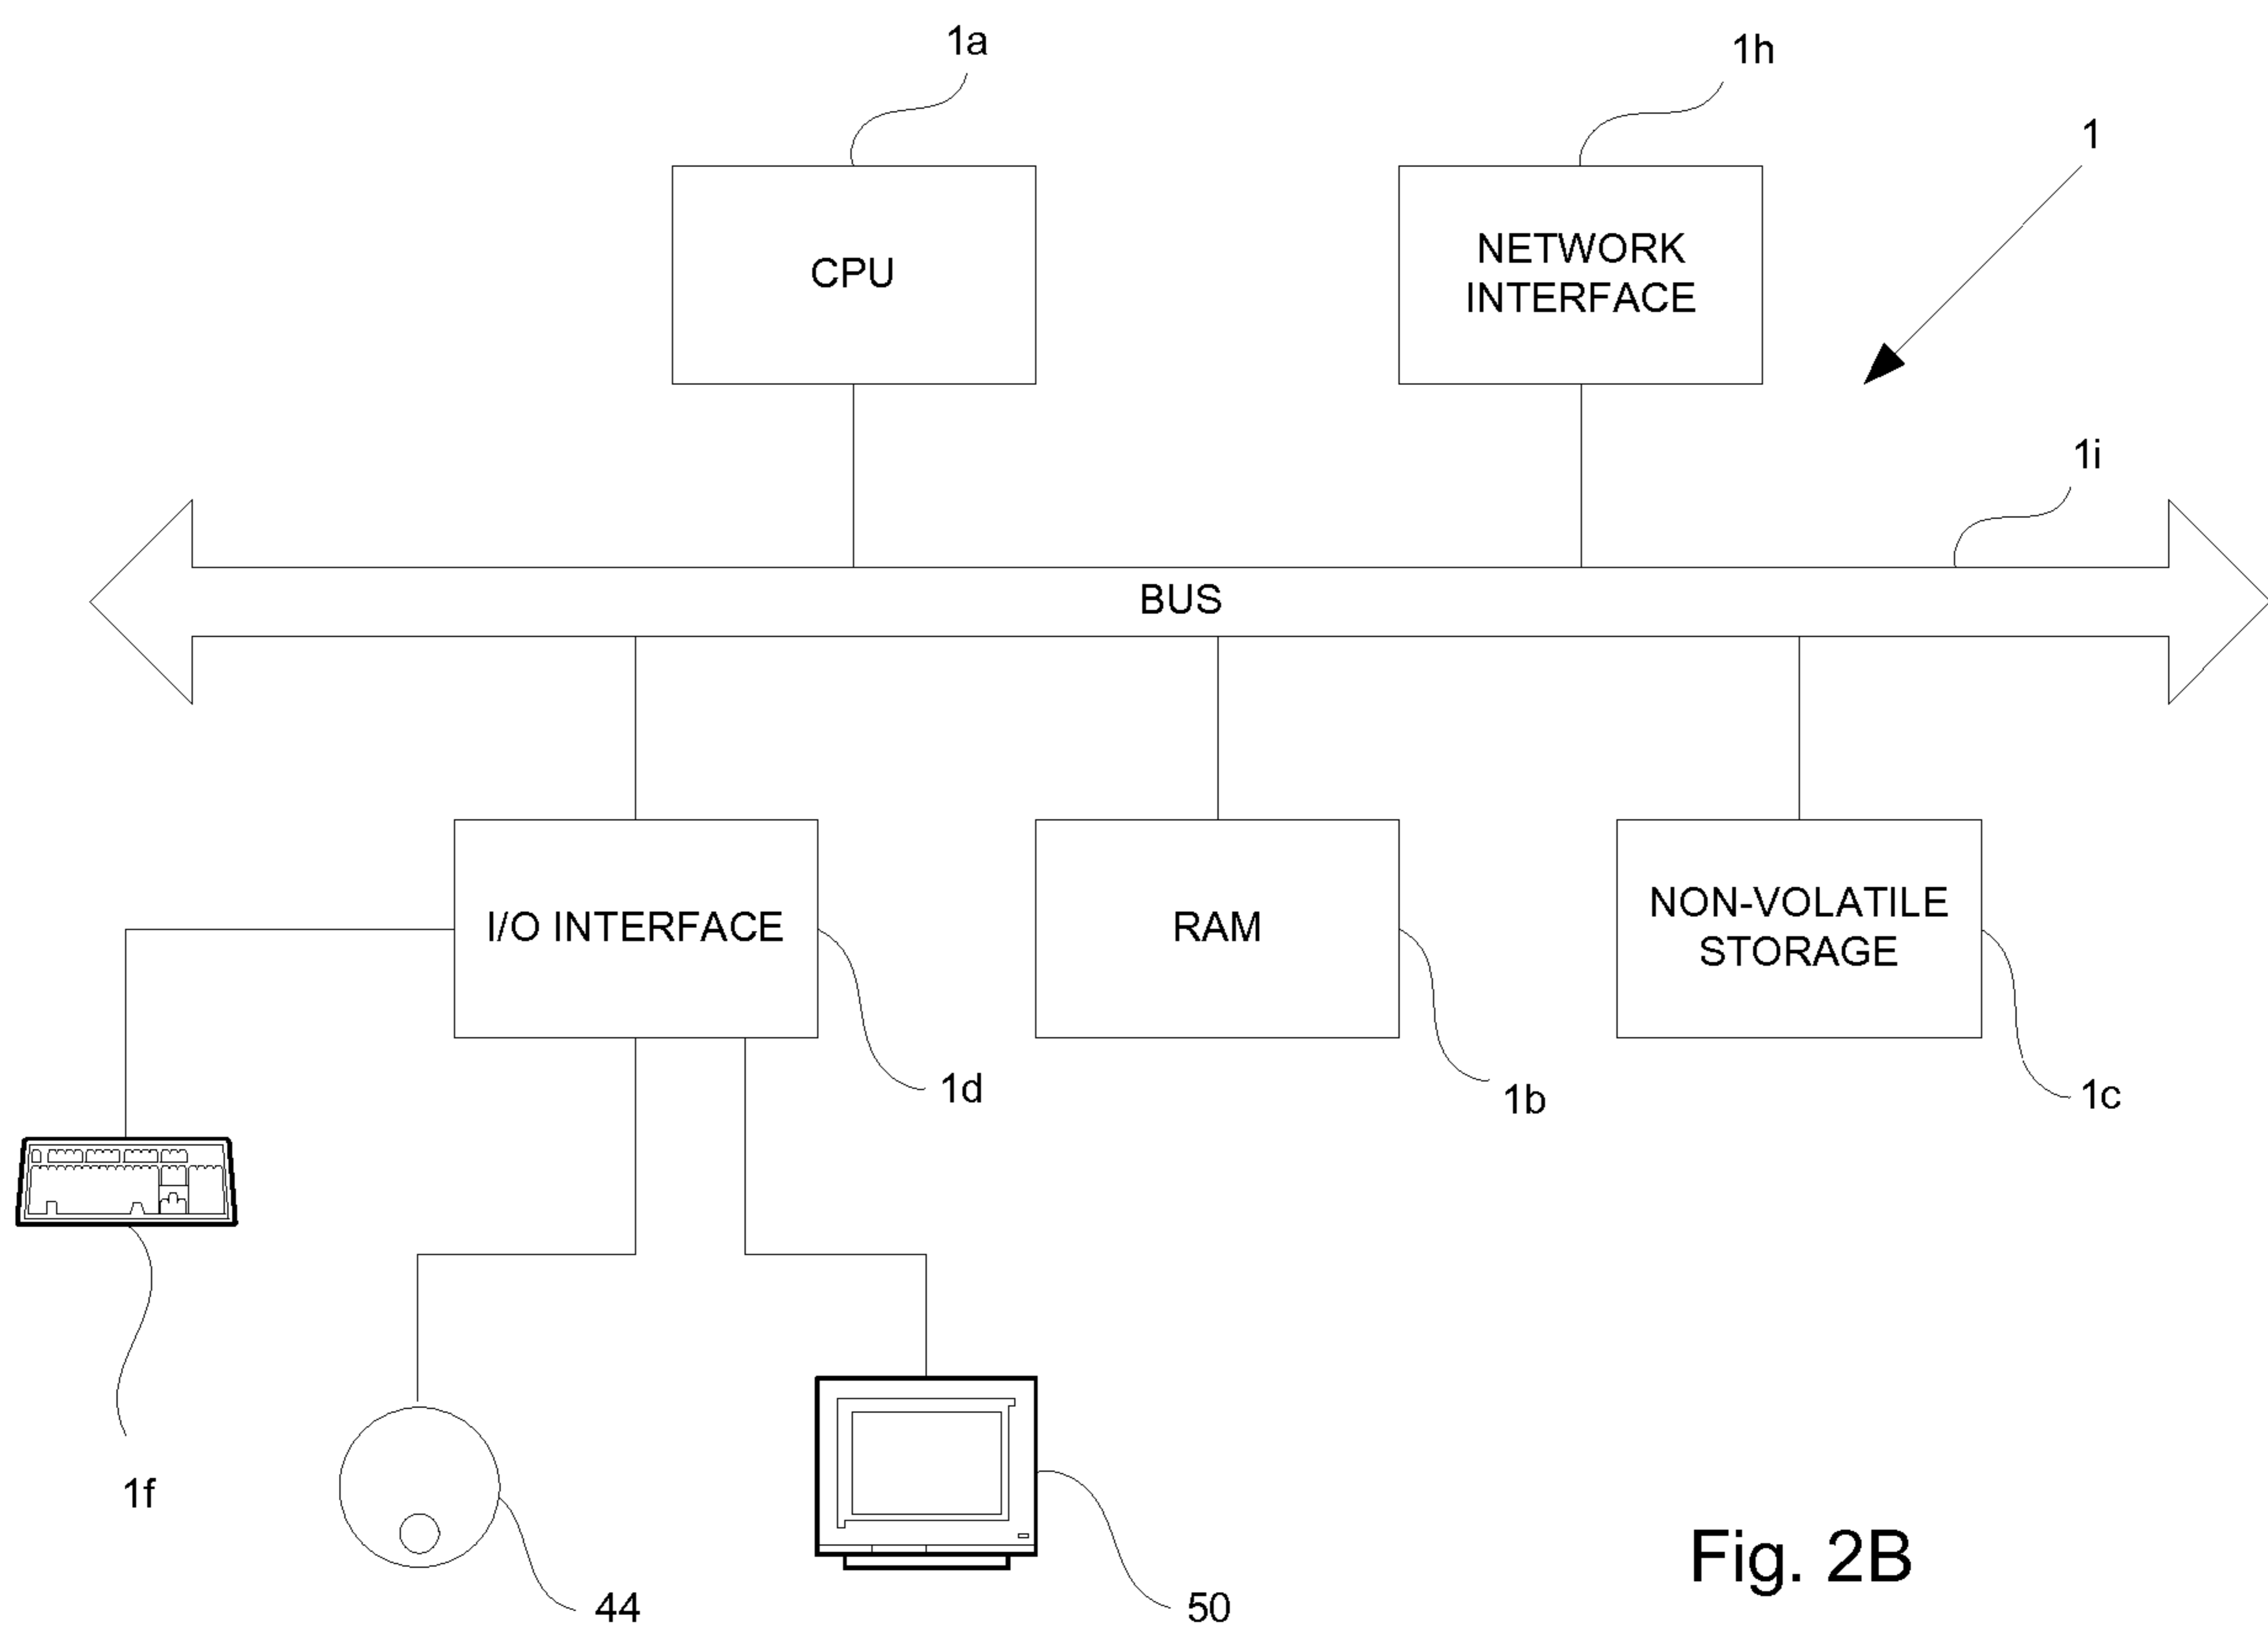 1a
1h
1
CPU
NETWORK
INTERFACE
1i
BUS
I/O INTERFACE
RAM
NON-VOLATILE
STORAGE
1d
1b
1c
1f
44
50
Fig. 2B